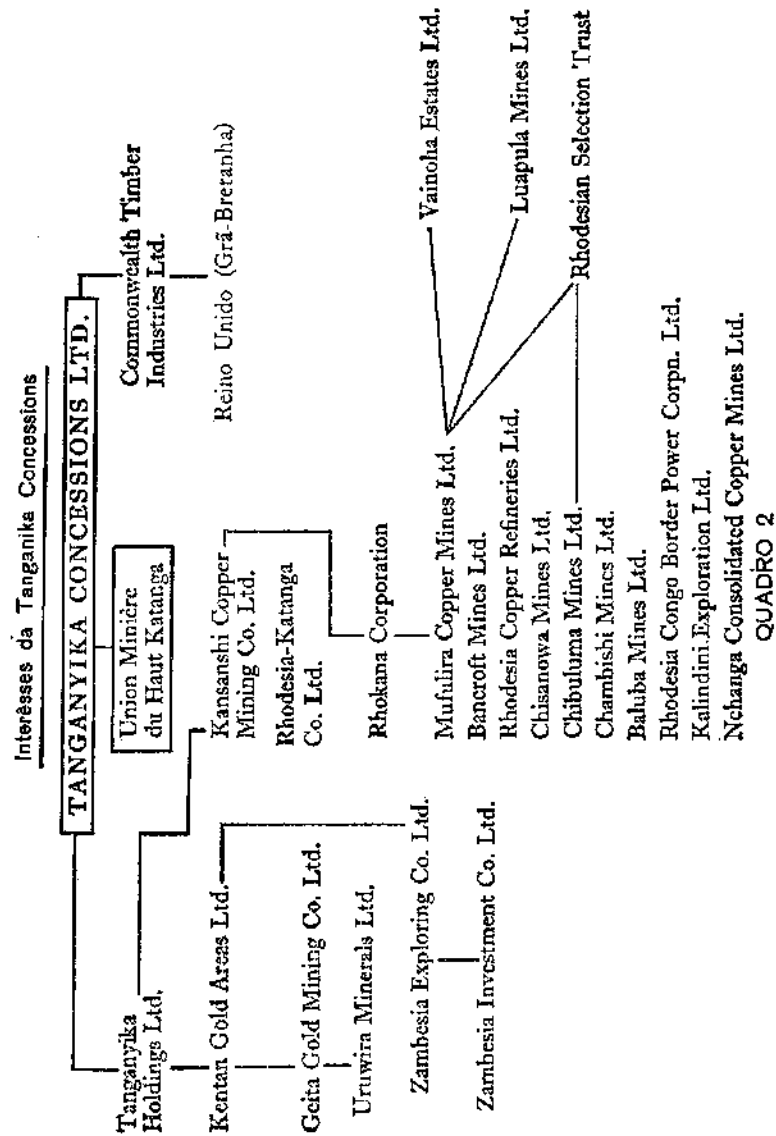 Interêsses da Tanganika Concessions
TANGANYIKA CONCESSIONS LTD.
Tanganyika
Holdings Ltd.
Union Minière
du Haut Katanga
Commonwealth Timber
Industries Ltd.
Reino Unido (Grã-Bretanha)
Kentan Gold Areas Ltd.
Geita Gold Mining Co. Ltd.
Uruwira Minerals Ltd.
Zambesia Exploring Co. Ltd.
Zambesia Investment Co. Ltd.
Kansanshi Copper
Mining Co. Ltd.
Rhodesia-Katanga
Co. Ltd.
Rhokana Corporation
Mufulira Copper Mines Ltd.
Bancroft Mines Ltd.
Rhodesia Copper Refineries Ltd.
Chisanowa Mines Ltd.
Chibuluma Mines Ltd.
Chambishi Mines Ltd.
Baluba Mines Ltd.
Rhodesia Congo Border Power Corpn. Ltd.
Kalindini Exploration Ltd.
Nchanga Consolidated Copper Mines Ltd.
Vainoha Estates Ltd.
Luapula Mines Ltd.
Rhodesian Selection Trust
QUADRO 2